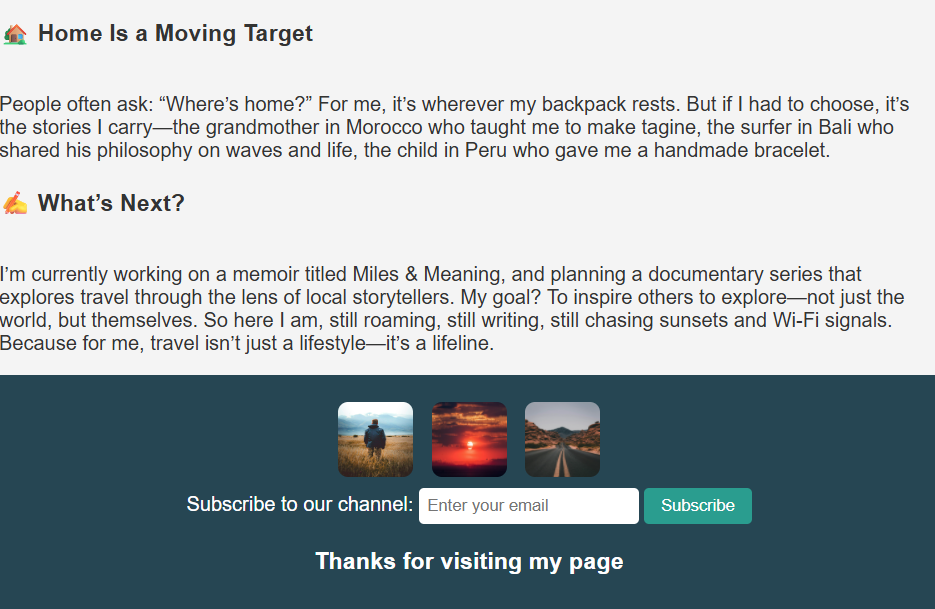 🏠 Home Is a Moving Target
People often ask: “Where’s home?” For me, it’s wherever my backpack rests. But if I had to choose, it’s
the stories I carry—the grandmother in Morocco who taught me to make tagine, the surfer in Bali who
shared his philosophy on waves and life, the child in Peru who gave me a handmade bracelet.
✍️ What’s Next?
I’m currently working on a memoir titled Miles & Meaning, and planning a documentary series that
explores travel through the lens of local storytellers. My goal? To inspire others to explore—not just the
world, but themselves. So here I am, still roaming, still writing, still chasing sunsets and Wi-Fi signals.
Because for me, travel isn’t just a lifestyle—it’s a lifeline.
Subscribe to our channel: Enter your email Subscribe
Thanks for visiting my page